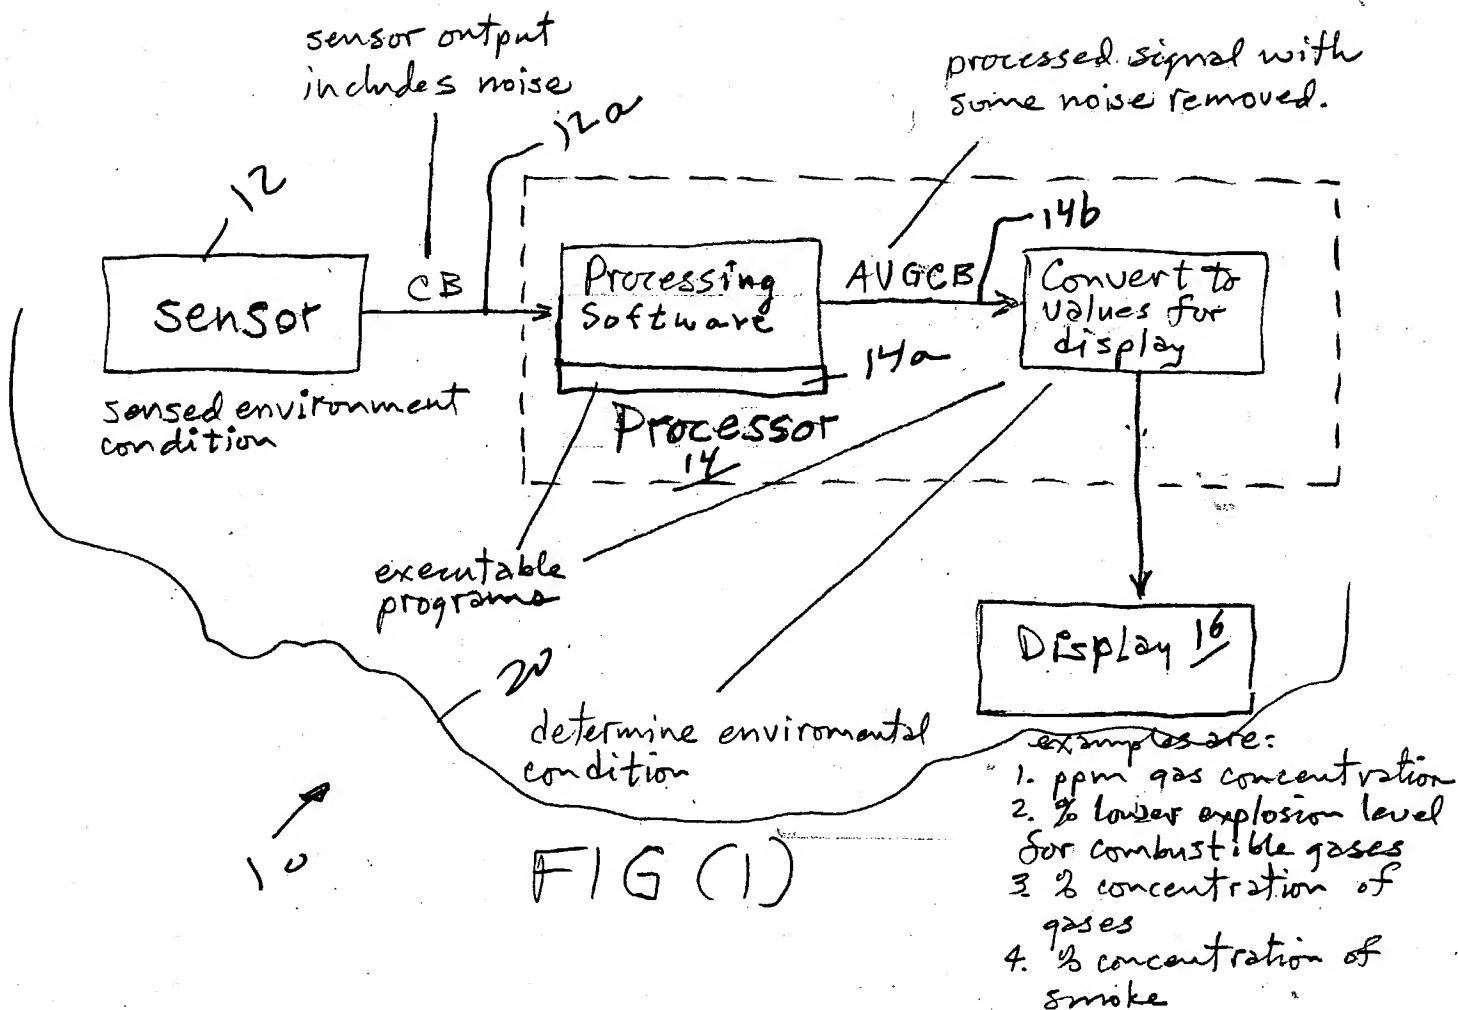 sensor output
includes noise
12a
processed signal with
some noise removed.
12
14b
sensor
CB
Processing
Software
AVGCB
Convert to
values for
display
14a
sensed environment
condition
Processor
14
executable
programs
Display 16
20
determine enviromental
condition
examples are:
1. ppm gas concentration
2. % lower explosion level
for combustible gases
3. % concentration of
gases
4. % concentration of
smoke
10
FIG (1)